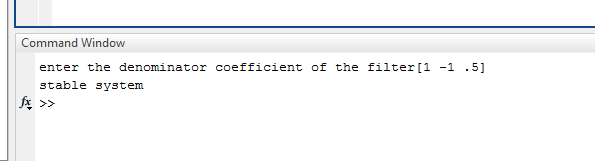 Command Window
enter the denominator coefficient of the filter[1 -1 .5]
stable system
fx >>